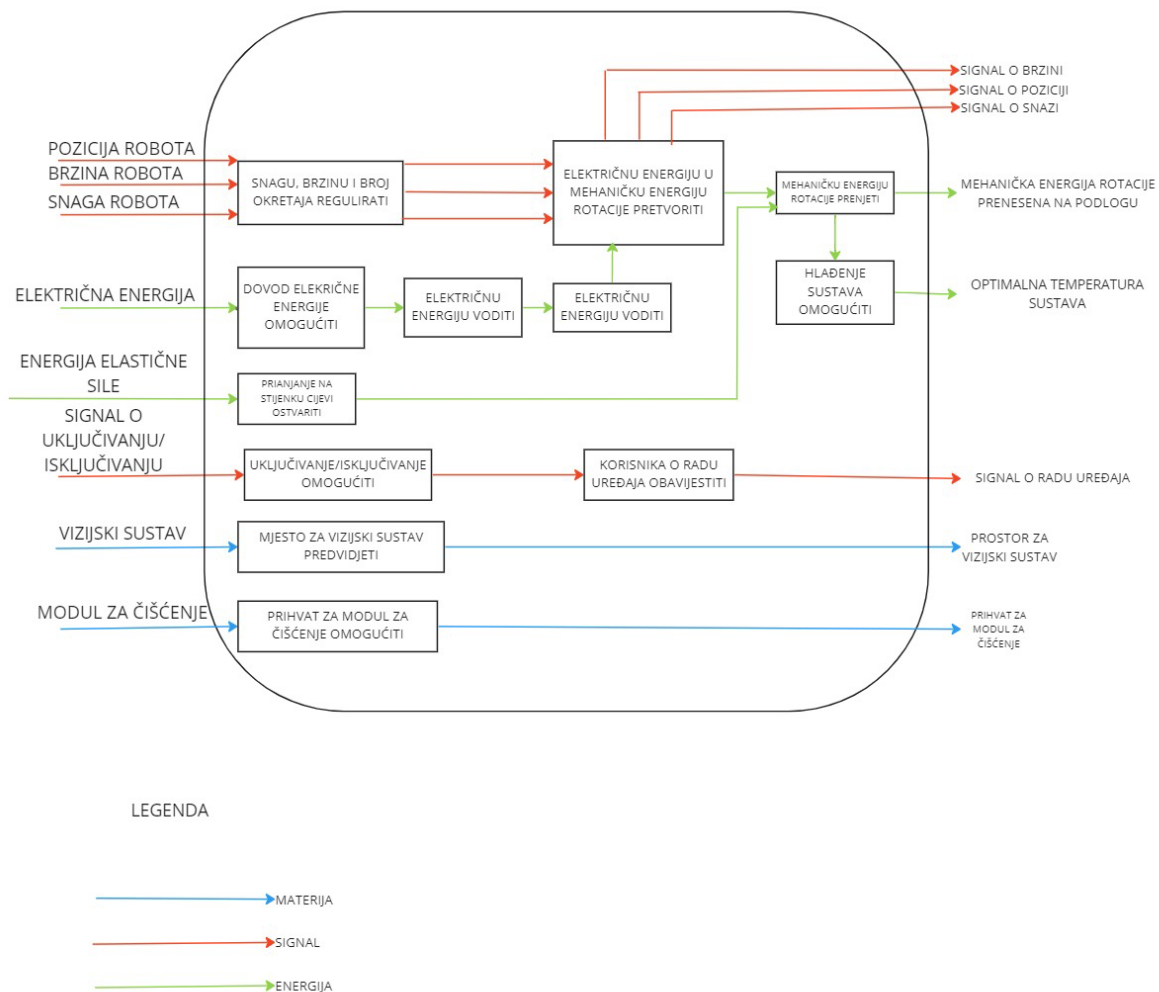 SIGNAL O BRZINI
SIGNAL O POZICIJI
SIGNAL O SNAZI
POZICIJA ROBOTA
BRZINA ROBOTA
SNAGA ROBOTA
SNAGU, BRZINU I BROJ
OKRETAJA REGULIRATI
ELEKTRIČNU ENERGIJU U
MEHANIČKU ENERGIJU
ROTACIJE PRETVORITI
MEHANIČKU ENERGIJU
ROTACIJE PRENJETI
MEHANIČKA ENERGIJA ROTACIJE
PRENESENA NA PODLOGU
ELEKTRIČNA ENERGIJA
DOVOD ELEKRIČNE
ENERGIJE
OMOGUĆITI
ELEKTRIČNU
ENERGIJU VODITI
ELEKTRIČNU
ENERGIJU VODITI
HLAĐENJE
SUSTAVA
OMOGUĆITI
OPTIMALNA TEMPERATURA
SUSTAVA
ENERGIJA ELASTIČNE
SILE
PRIANJANJE NA
STIJENKU CIJEVI
OSTVARITI
SIGNAL O
UKLJUČIVANJU/
ISKLJUČIVANJU
UKLJUČIVANJE/ISKLJUČIVANJE
OMOGUĆITI
KORISNIKA O RADU
UREĐAJA OBAVIJESTITI
SIGNAL O RADU UREĐAJA
VIZIJSKI SUSTAV
MJESTO ZA VIZIJSKI SUSTAV
PREDVIDJETI
PROSTOR ZA
VIZIJSKI SUSTAV
MODUL ZA ČIŠĆENJE
PRIHVAT ZA MODUL ZA
ČIŠĆENJE OMOGUĆITI
PRIHVAT ZA
MODUL ZA
ČIŠĆENJE
LEGENDA
MATERIJA
SIGNAL
ENERGIJA